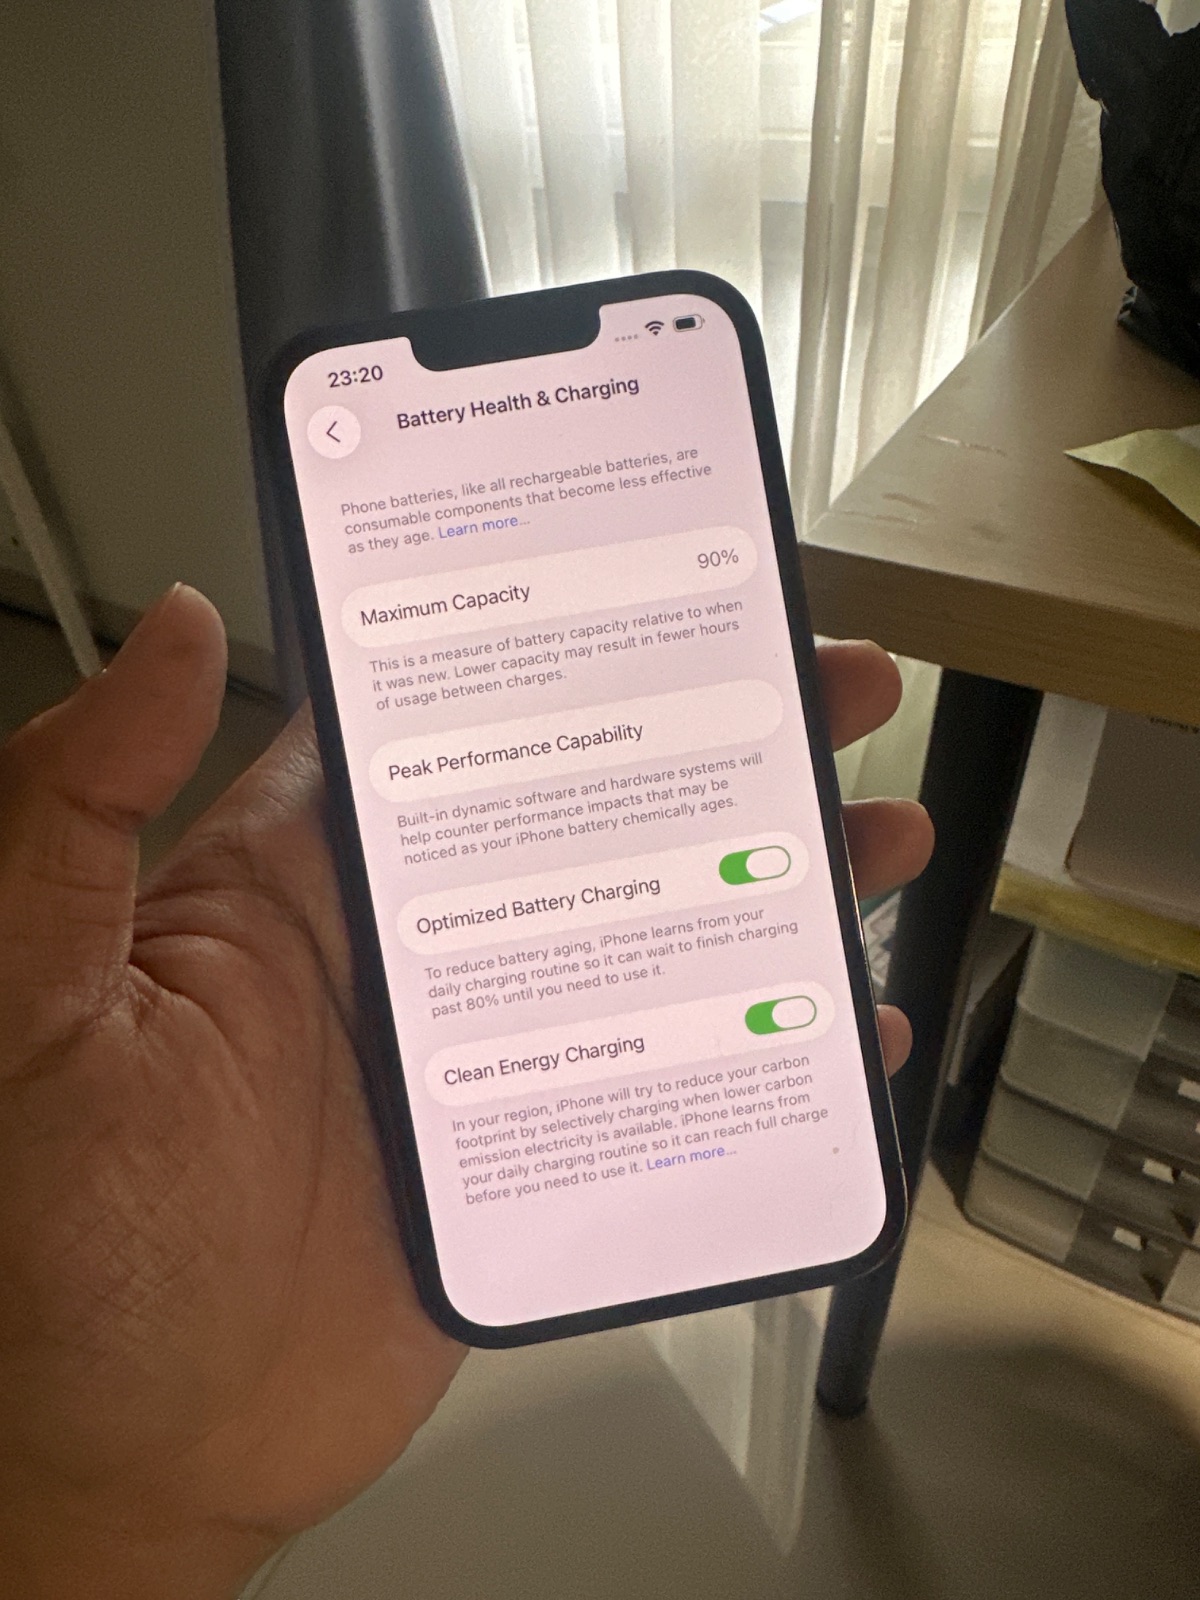 23:20
Battery Health & Charging
Phone batteries, like all rechargeable batteries, are
consumable components that become less effective
as they age. Learn more...
Maximum Capacity 90%
This is a measure of battery capacity relative to when
it was new. Lower capacity may result in fewer hours
of usage between charges.
Peak Performance Capability
Built-in dynamic software and hardware systems will
help counter performance impacts that may be
noticed as your iPhone battery chemically ages.
Optimized Battery Charging
To reduce battery aging, iPhone learns from your
daily charging routine so it can wait to finish charging
past 80% until you need to use it.
Clean Energy Charging
In your region, iPhone will try to reduce your carbon
footprint by selectively charging when lower carbon
emission electricity is available. iPhone learns from
your daily charging routine so it can reach full charge
before you need to use it. Learn more...